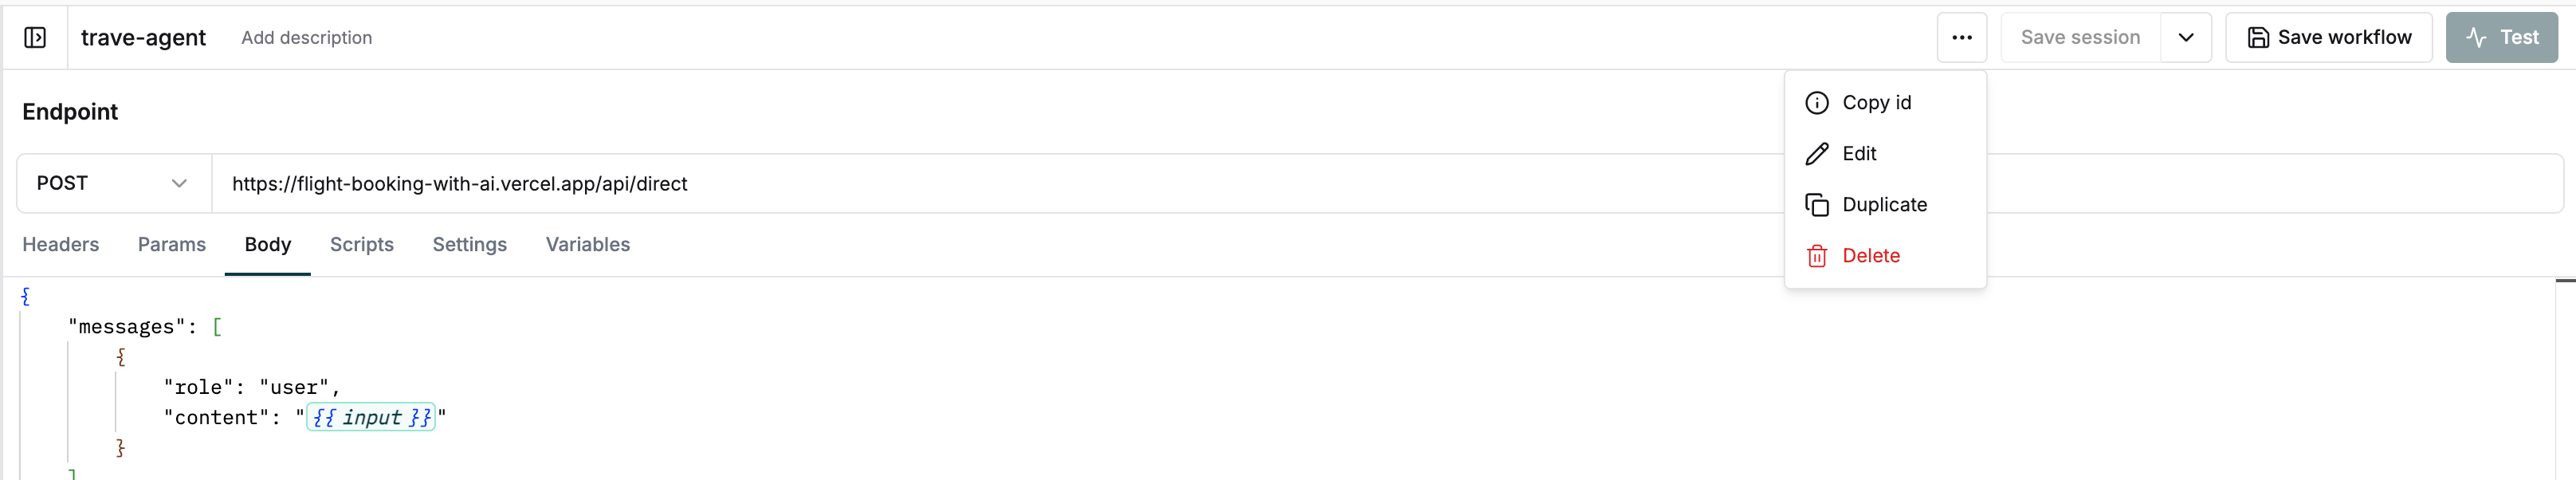 trave-agent Add description ... Save session Save workflow Test
Copy id
Edit
Duplicate
Delete
Endpoint
POST https://flight-booking-with-ai.vercel.app/api/direct
Headers Params Body Scripts Settings Variables
{
"messages": [
{
"role": "user",
"content": "{{ input }}"
}
]